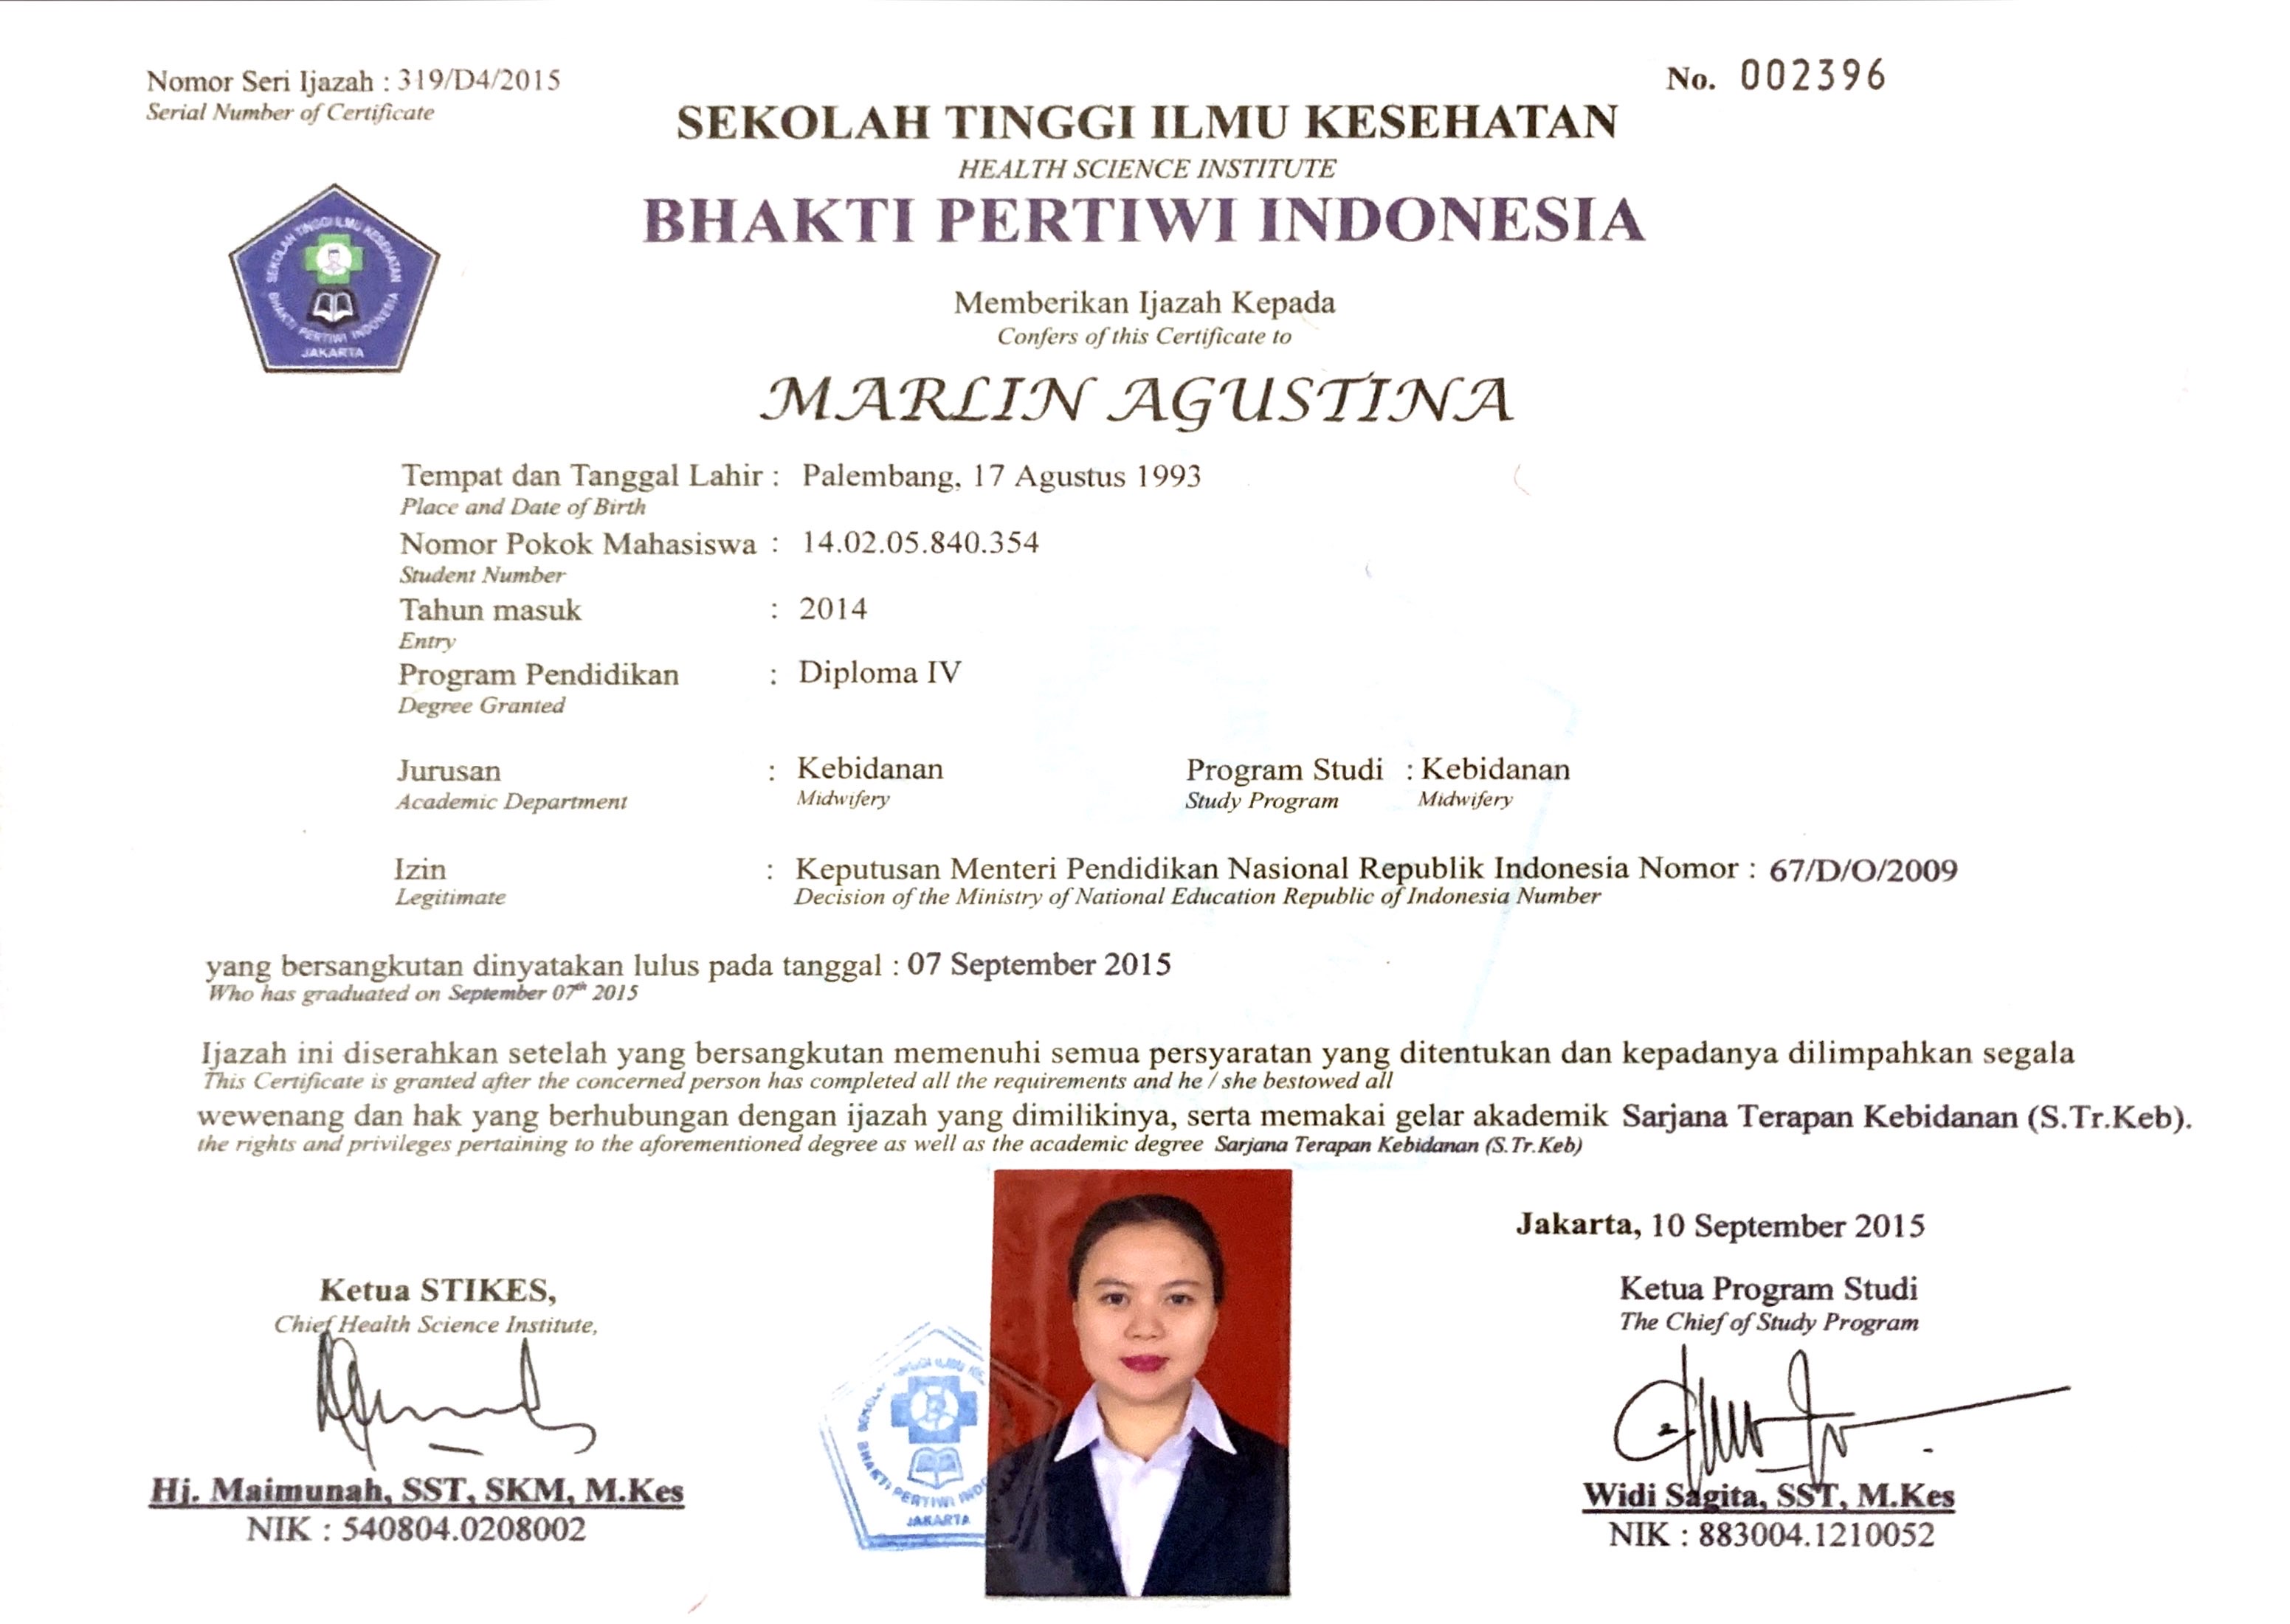 Nomor Seri Ijazah : 319/D4/2015
Serial Number of Certificate
No. 002396
SEKOLAH TINGGI ILMU KESEHATAN
HEALTH SCIENCE INSTITUTE
BHAKTI PERTIWI INDONESIA
SEKOLAH TINGGI ILMU KESEHATAN
BHAKTI PERTIWI INDONESIA
JAKARTA
Memberikan Ijazah Kepada
Confers of this Certificate to
MARLIN AGUSTINA
Tempat dan Tanggal Lahir : Palembang, 17 Agustus 1993
Place and Date of Birth
Nomor Pokok Mahasiswa : 14.02.05.840.354
Student Number
Tahun masuk : 2014
Entry
Program Pendidikan : Diploma IV
Degree Granted
Jurusan : Kebidanan Program Studi : Kebidanan
Academic Department Midwifery Study Program Midwifery
Izin : Keputusan Menteri Pendidikan Nasional Republik Indonesia Nomor : 67/D/O/2009
Legitimate Decision of the Ministry of National Education Republic of Indonesia Number
yang bersangkutan dinyatakan lulus pada tanggal : 07 September 2015
Who has graduated on September 07th 2015
Ijazah ini diserahkan setelah yang bersangkutan memenuhi semua persyaratan yang ditentukan dan kepadanya dilimpahkan segala
This Certificate is granted after the concerned person has completed all the requirements and he / she bestowed all
wewenang dan hak yang berhubungan dengan ijazah yang dimilikinya, serta memakai gelar akademik Sarjana Terapan Kebidanan (S.Tr.Keb).
the rights and privileges pertaining to the aforementioned degree as well as the academic degree Sarjana Terapan Kebidanan (S.Tr.Keb)
Jakarta, 10 September 2015
Ketua STIKES,
Chief Health Science Institute,
Ketua Program Studi
The Chief of Study Program
TINGGI ILMU
BHAKTI PERTIWI INDO
JAKARTA
Hj. Maimunah, SST, SKM, M.Kes
NIK : 540804.0208002
Widi Sagita, SST, M.Kes
NIK : 883004.1210052